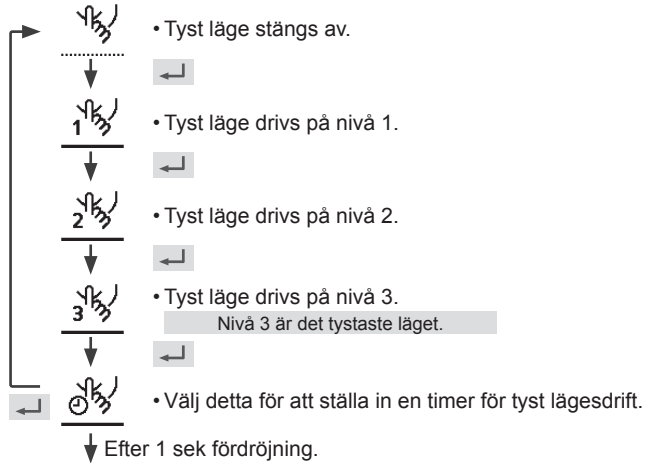 • Tyst läge stängs av.
1
• Tyst läge drivs på nivå 1.
2
• Tyst läge drivs på nivå 2.
3
• Tyst läge drivs på nivå 3.
Nivå 3 är det tystaste läget.
• Välj detta för att ställa in en timer för tyst lägesdrift.
Efter 1 sek fördröjning.